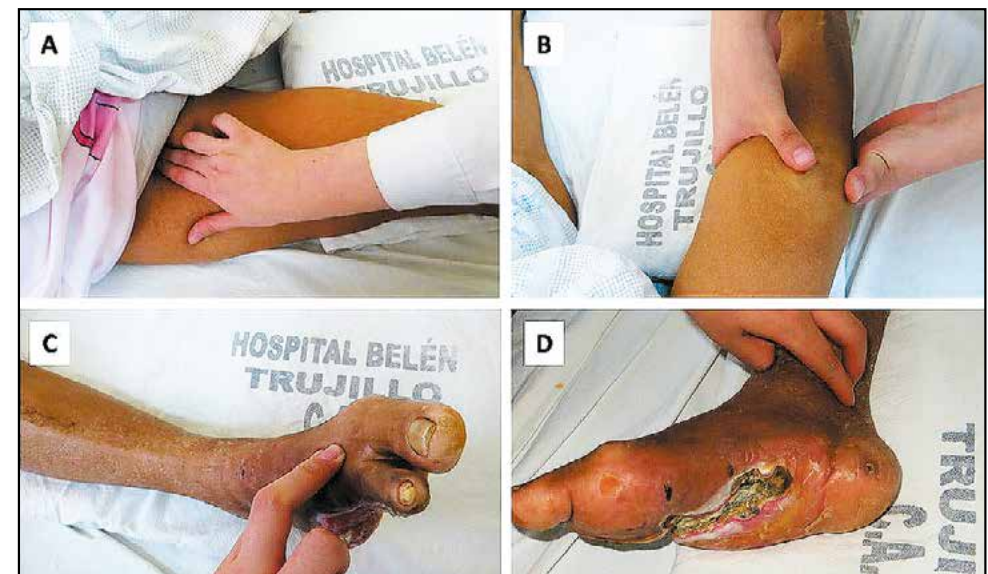 A
HOSPITAL BELÉN
TRUJILLO
B
HOSPITAL BELÉN
TRUJILLO
C
HOSPITAL BELÉN
TRUJILLO
D
TRUJI
C.A